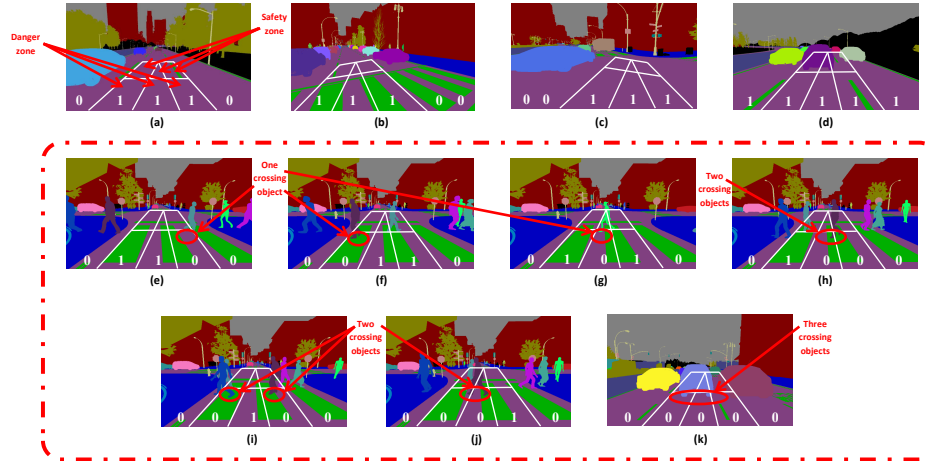 Danger
zone
Safety
zone
0 1 1 1 0
(a)
1 1 1 0 0
(b)
0 0 1 1 1
(c)
1 1 1 1 1
(d)
One
crossing
object
Two
crossing
objects
0 1 1 0 0
(e)
0 0 1 1 0
(f)
0 1 0 1 0
(g)
0 1 0 0 0
(h)
Two
crossing
objects
Three
crossing
objects
0 0 1 0 0
(i)
0 0 0 1 0
(j)
0 0 0 0 0
(k)